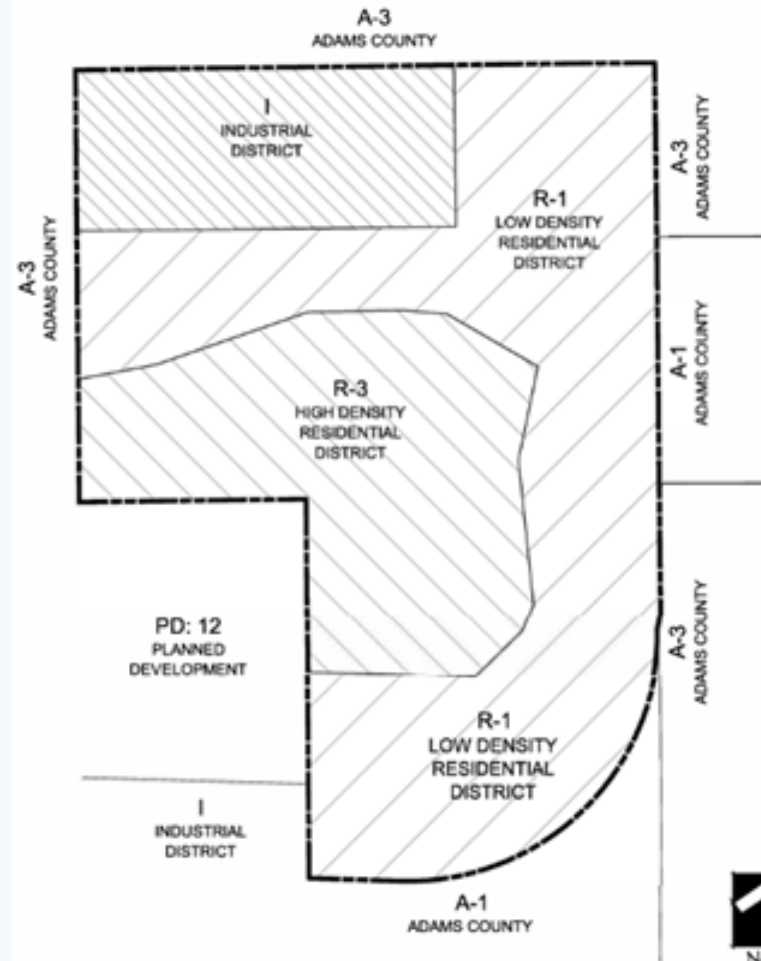 A-3
ADAMS COUNTY
I
INDUSTRIAL
DISTRICT
A-3
ADAMS COUNTY
R-1
LOW DENSITY
RESIDENTIAL
DISTRICT
A-3
ADAMS COUNTY
A-1
ADAMS COUNTY
R-3
HIGH DENSITY
RESIDENTIAL
DISTRICT
PD: 12
PLANNED
DEVELOPMENT
A-3
ADAMS COUNTY
R-1
LOW DENSITY
RESIDENTIAL
DISTRICT
I
INDUSTRIAL
DISTRICT
A-1
ADAMS COUNTY